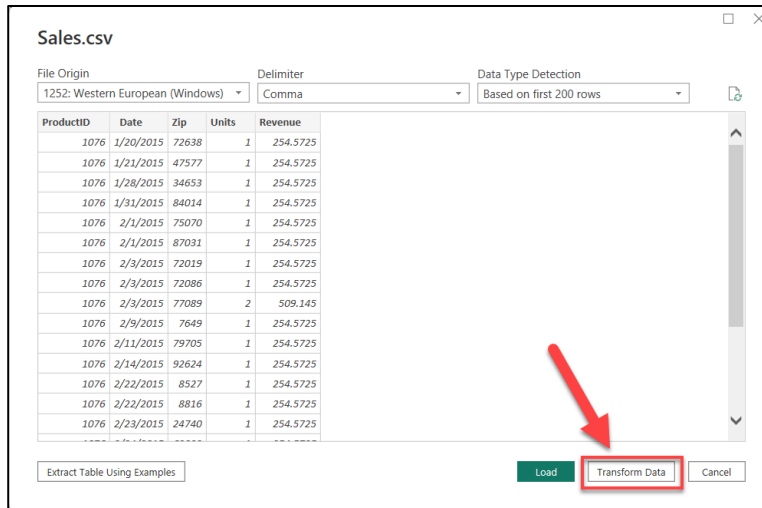 Sales.csv
File Origin Delimiter Data Type Detection
1252: Western European (Windows) Comma Based on first 200 rows
ProductID Date Zip Units Revenue
1076 1/20/2015 72638 1 254.5725
1076 1/21/2015 47577 1 254.5725
1076 1/28/2015 34653 1 254.5725
1076 1/31/2015 84014 1 254.5725
1076 2/1/2015 75070 1 254.5725
1076 2/1/2015 87031 1 254.5725
1076 2/3/2015 72019 1 254.5725
1076 2/3/2015 72086 1 254.5725
1076 2/3/2015 77089 2 509.145
1076 2/9/2015 7649 1 254.5725
1076 2/11/2015 79705 1 254.5725
1076 2/14/2015 92624 1 254.5725
1076 2/22/2015 8527 1 254.5725
1076 2/22/2015 8816 1 254.5725
1076 2/23/2015 24740 1 254.5725
Extract Table Using Examples Load Transform Data Cancel